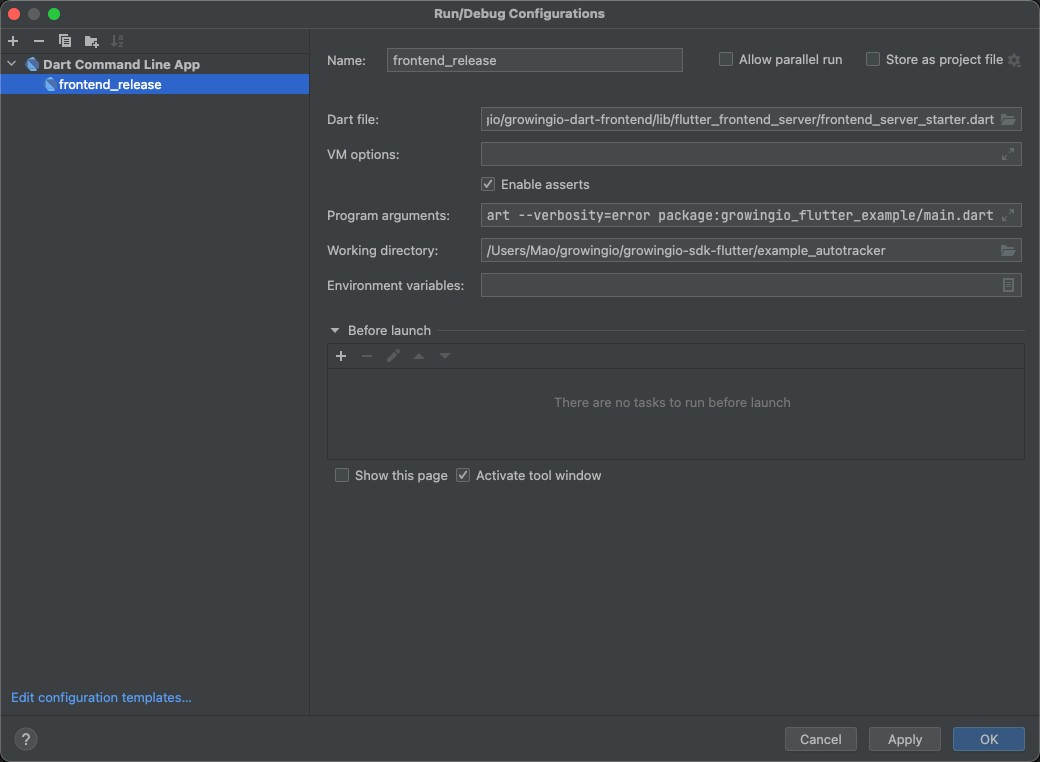 Run/Debug Configurations
Dart Command Line App
frontend_release
Edit configuration templates...
Name: frontend_release Allow parallel run Store as project file
Dart file: gio/growingio-dart-frontend/lib/flutter_frontend_server/frontend_server_starter.dart
VM options:
Enable asserts
Program arguments: art --verbosity=error package:growingio_flutter_example/main.dart
Working directory: /Users/Mao/growingio/growingio-sdk-flutter/example_autotracker
Environment variables:
Before launch
There are no tasks to run before launch
Show this page Activate tool window
? Cancel Apply OK